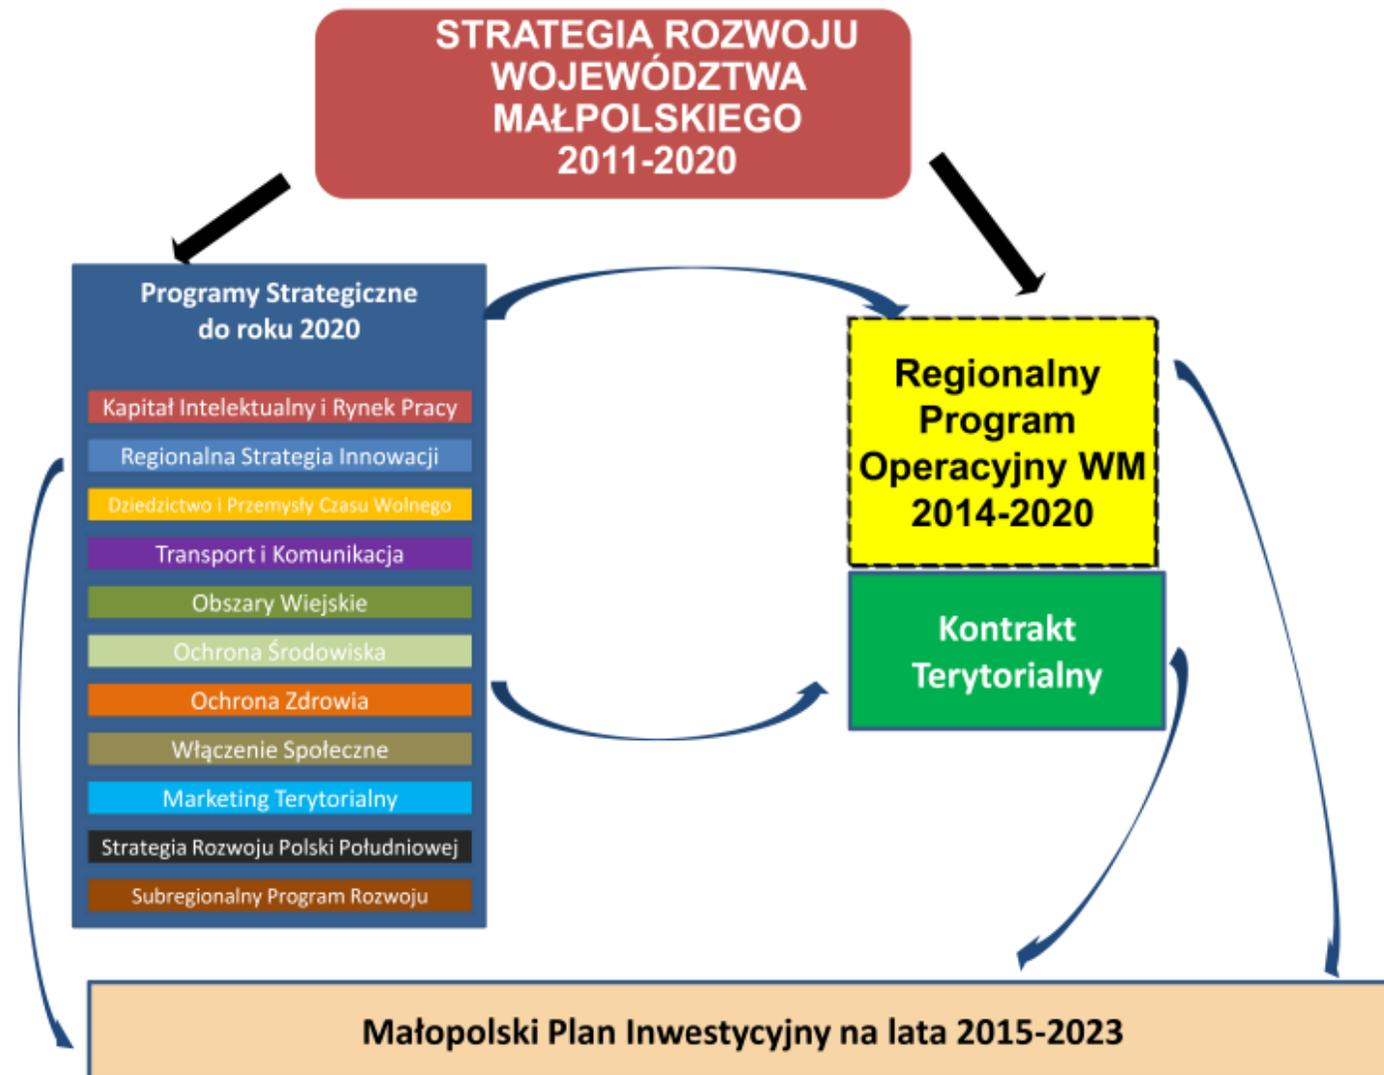 STRATEGIA ROZWOJU
WOJEWÓDZTWA
MAŁPOLSKIEGO
2011-2020
Programy Strategiczne
do roku 2020
Kapitał Intelektualny i Rynek Pracy
Regionalna Strategia Innowacji
Dziedzictwo i Przemysły Czasu Wolnego
Transport i Komunikacja
Obszary Wiejskie
Ochrona Środowiska
Ochrona Zdrowia
Włączenie Społeczne
Marketing Terytorialny
Strategia Rozwoju Polski Południowej
Subregionalny Program Rozwoju
Regionalny
Program
Operacyjny WM
2014-2020
Kontrakt
Terytorialny
Małopolski Plan Inwestycyjny na lata 2015-2023